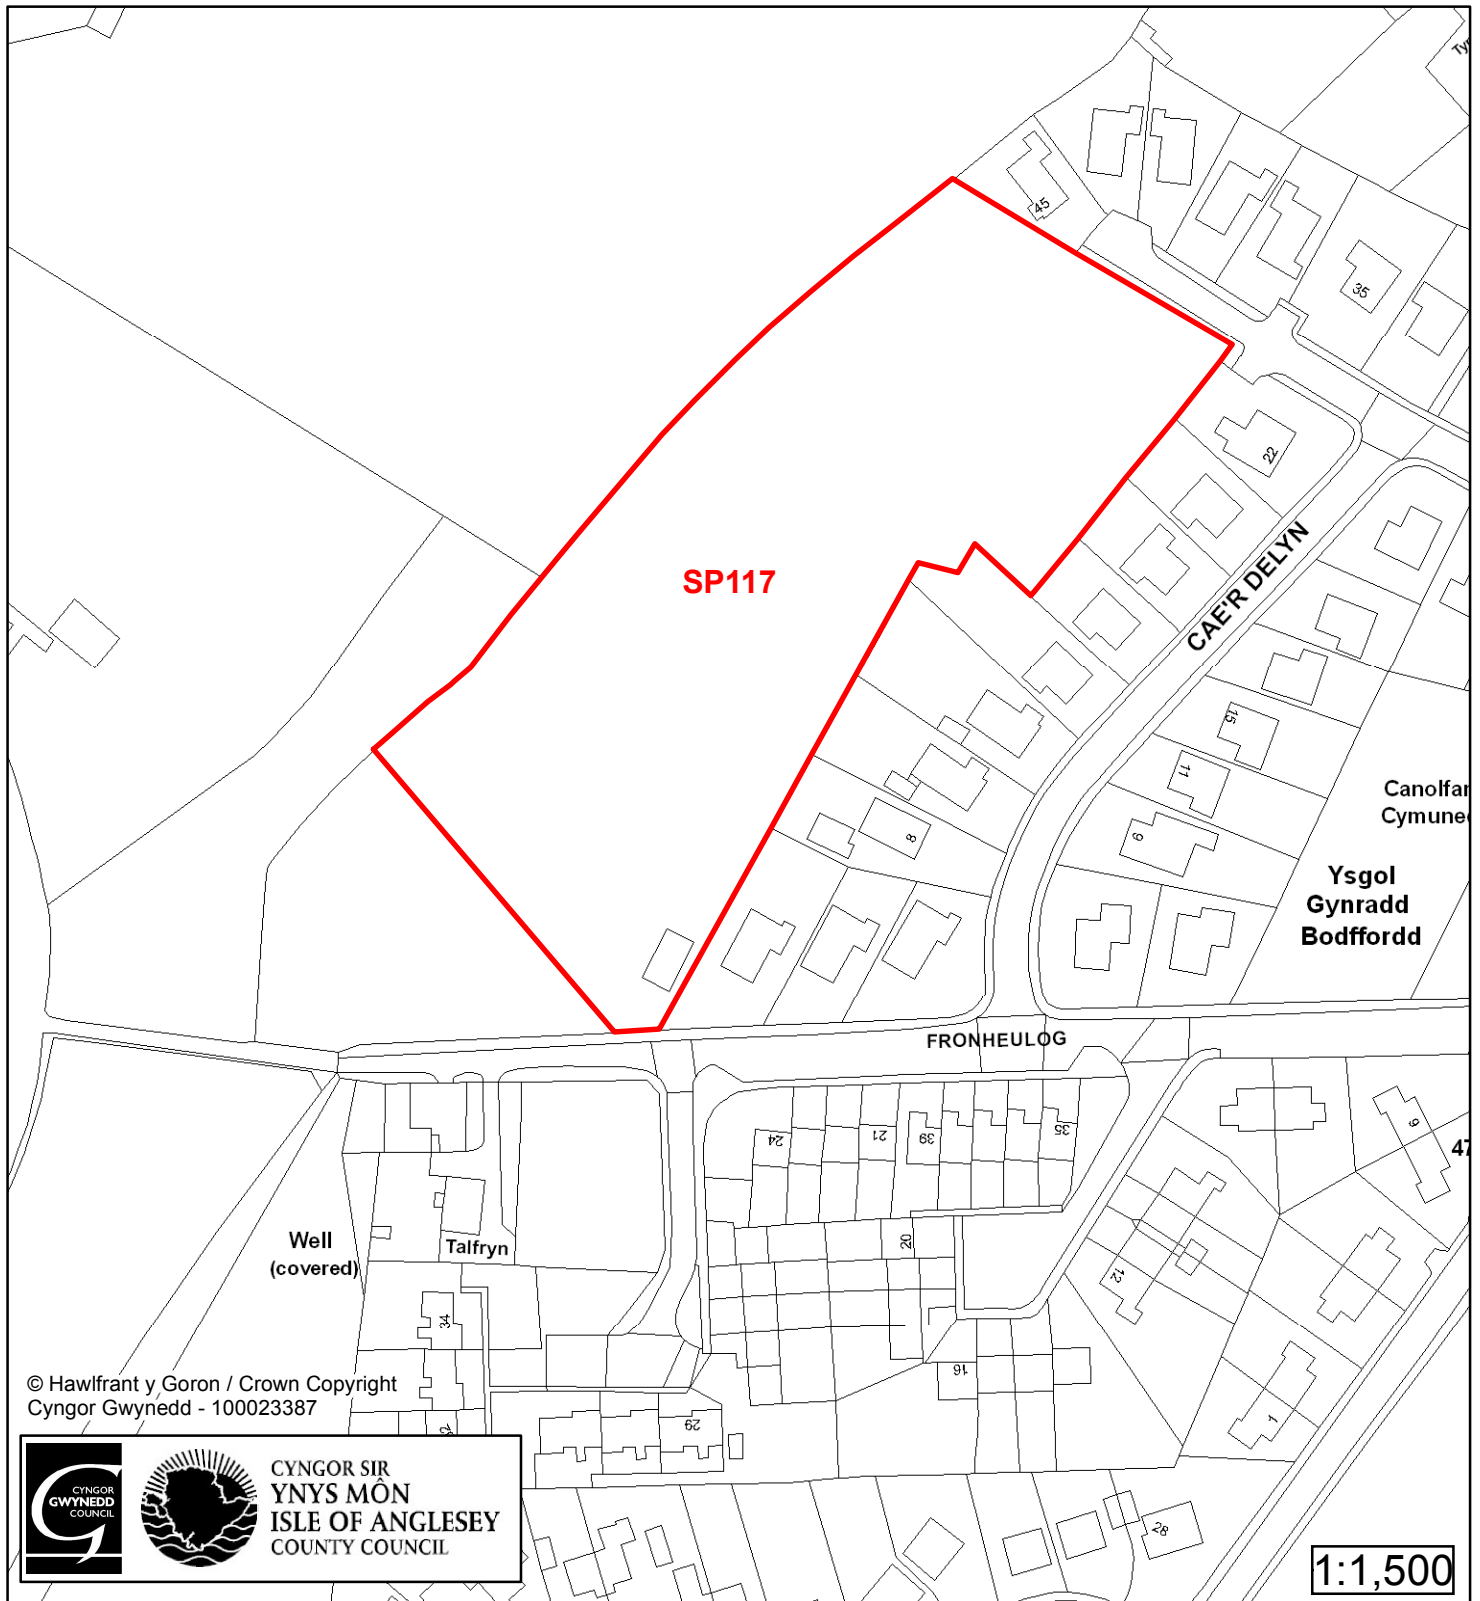 45
35
22
SP117
CAE'R DELYN
15
11
9
8
Canolfan
Cymuned
Ysgol
Gynradd
Bodffordd
FRONHEULOG
24
21
39
35
9
47
Well
(covered)
Talfryn
20
12
34
16
29
1
28
© Hawlfrant y Goron / Crown Copyright
Cyngor Gwynedd - 100023387
CYNGOR
GWYNEDD
COUNCIL
CYNGOR SIR
YNYS MÔN
ISLE OF ANGLESEY
COUNTY COUNCIL
1:1,500